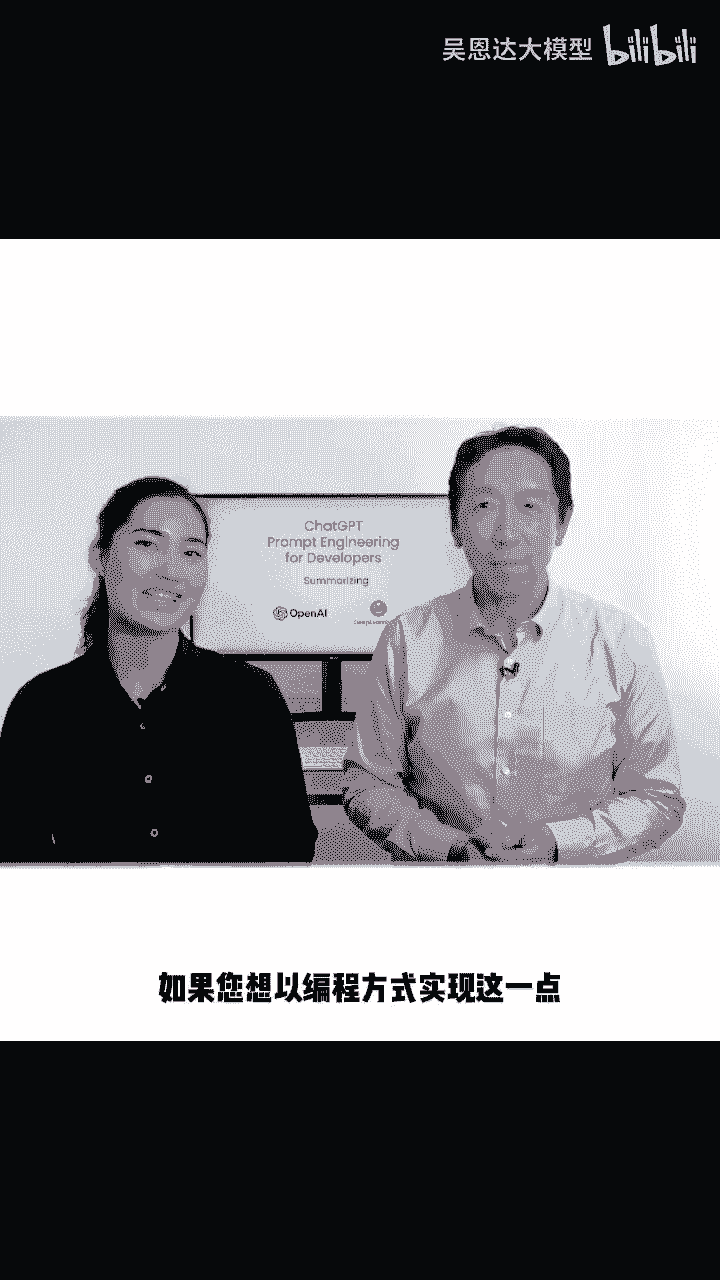 吴恩达大模型 bilibili
ChatGPT
Prompt Engineering
for Developers
Summarizing
OpenAI
如果您想以编程方式实现这一点